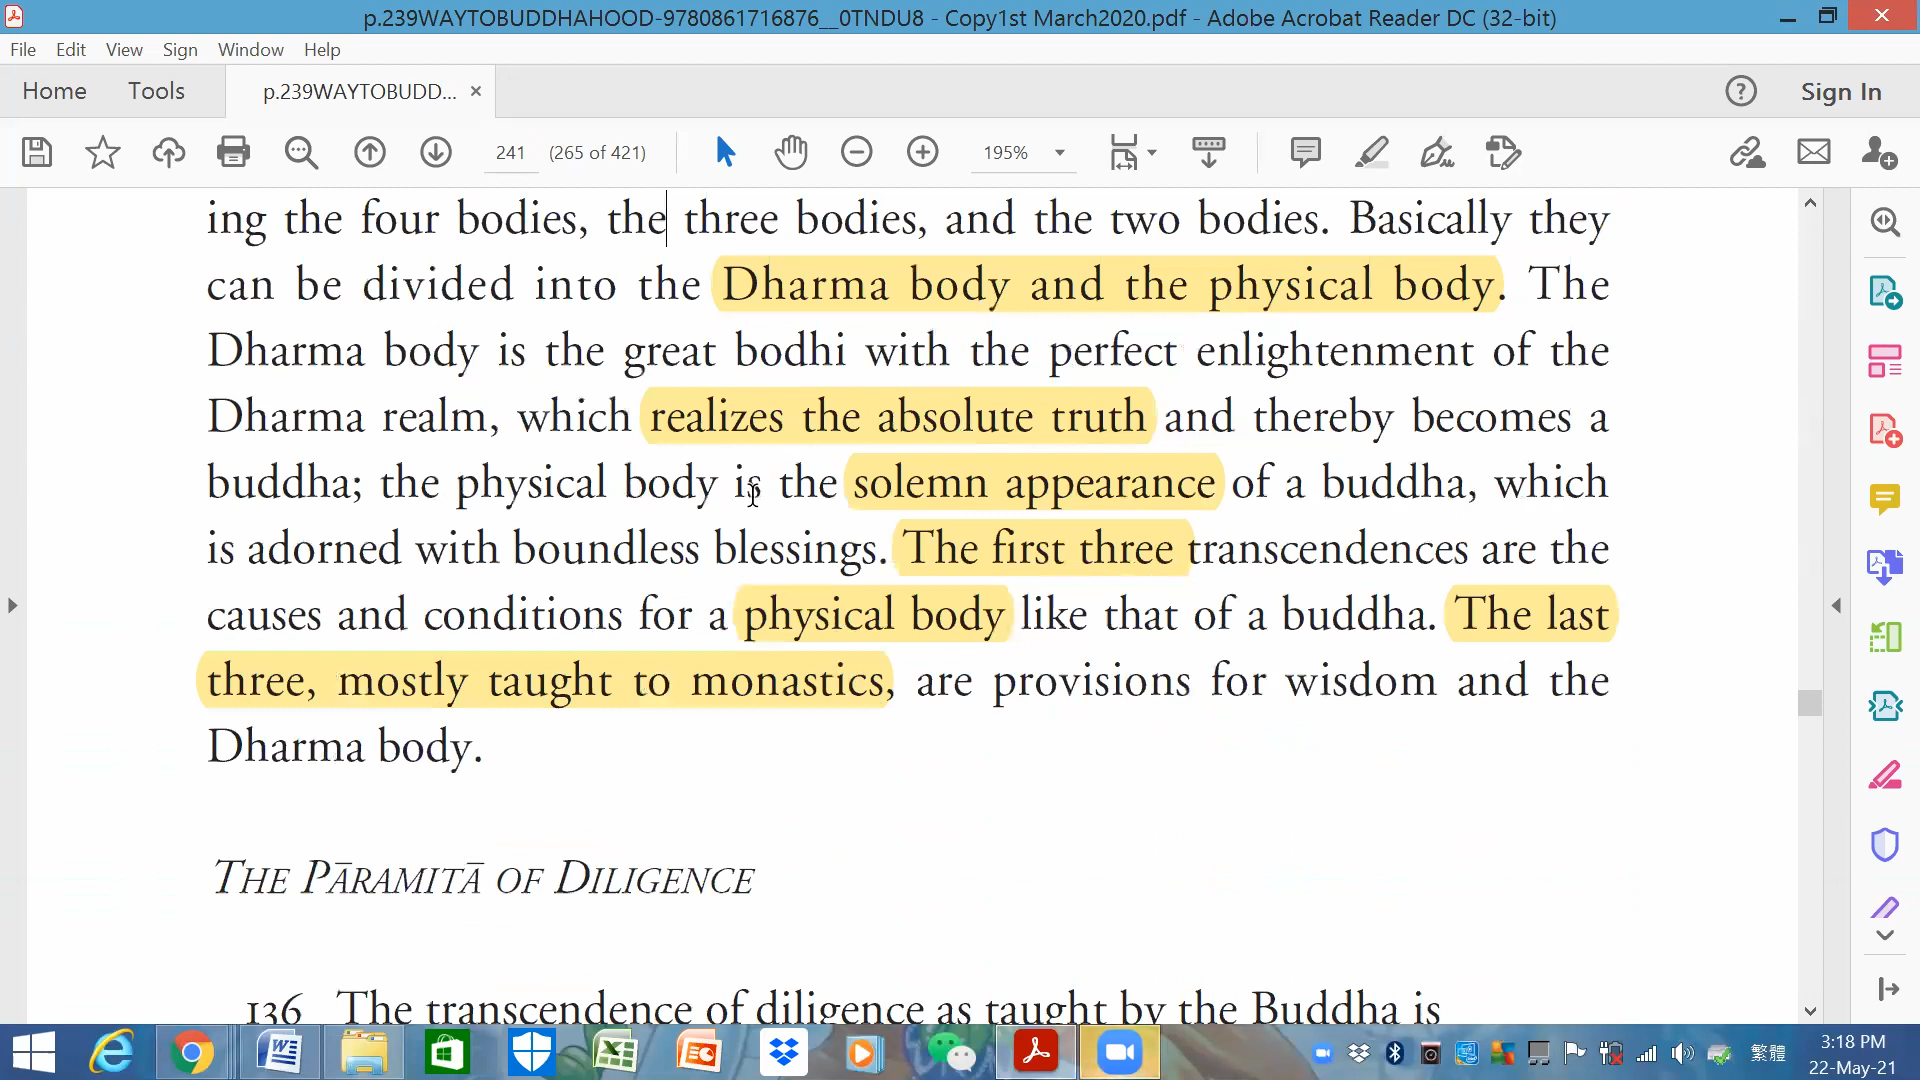 p.239WAYTOBUDDHAHOOD-9780861716876__0TNDU8 - Copy1st March2020.pdf - Adobe Acrobat Reader DC (32-bit)
File Edit View Sign Window Help
Home Tools p.239WAYTOBUDD... × Sign In
241 (265 of 421) 195%
ing the four bodies, the three bodies, and the two bodies. Basically they
can be divided into the Dharma body and the physical body. The
Dharma body is the great bodhi with the perfect enlightenment of the
Dharma realm, which realizes the absolute truth and thereby becomes a
buddha; the physical body is the solemn appearance of a buddha, which
is adorned with boundless blessings. The first three transcendences are the
causes and conditions for a physical body like that of a buddha. The last
three, mostly taught to monastics, are provisions for wisdom and the
Dharma body.
THE PĀRAMITĀ OF DILIGENCE
136 The transcendence of diligence as taught by the Buddha is
繁體 3:18 PM
22-May-21